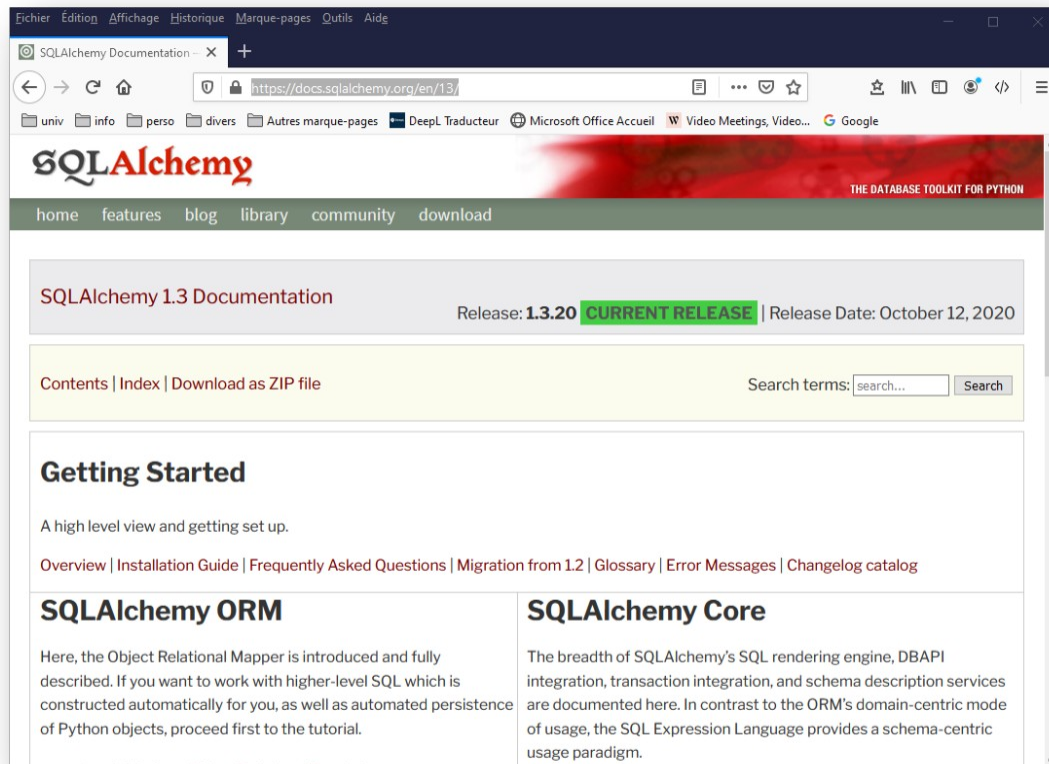 Fichier Édition Affichage Historique Marque-pages Outils Aide
SQLAlchemy Documentation –
https://docs.sqlalchemy.org/en/13/
univ info perso divers Autres marque-pages DeepL Traducteur Microsoft Office Accueil W Video Meetings, Video... G Google
SQLAlchemy
THE DATABASE TOOLKIT FOR PYTHON
home features blog library community download
SQLAlchemy 1.3 Documentation
Release: 1.3.20 CURRENT RELEASE | Release Date: October 12, 2020
Contents | Index | Download as ZIP file
Search terms: search... Search
Getting Started
A high level view and getting set up.
Overview | Installation Guide | Frequently Asked Questions | Migration from 1.2 | Glossary | Error Messages | Changelog catalog
SQLAlchemy ORM
Here, the Object Relational Mapper is introduced and fully
described. If you want to work with higher-level SQL which is
constructed automatically for you, as well as automated persistence
of Python objects, proceed first to the tutorial.
SQLAlchemy Core
The breadth of SQLAlchemy’s SQL rendering engine, DBAPI
integration, transaction integration, and schema description services
are documented here. In contrast to the ORM’s domain-centric mode
of usage, the SQL Expression Language provides a schema-centric
usage paradigm.